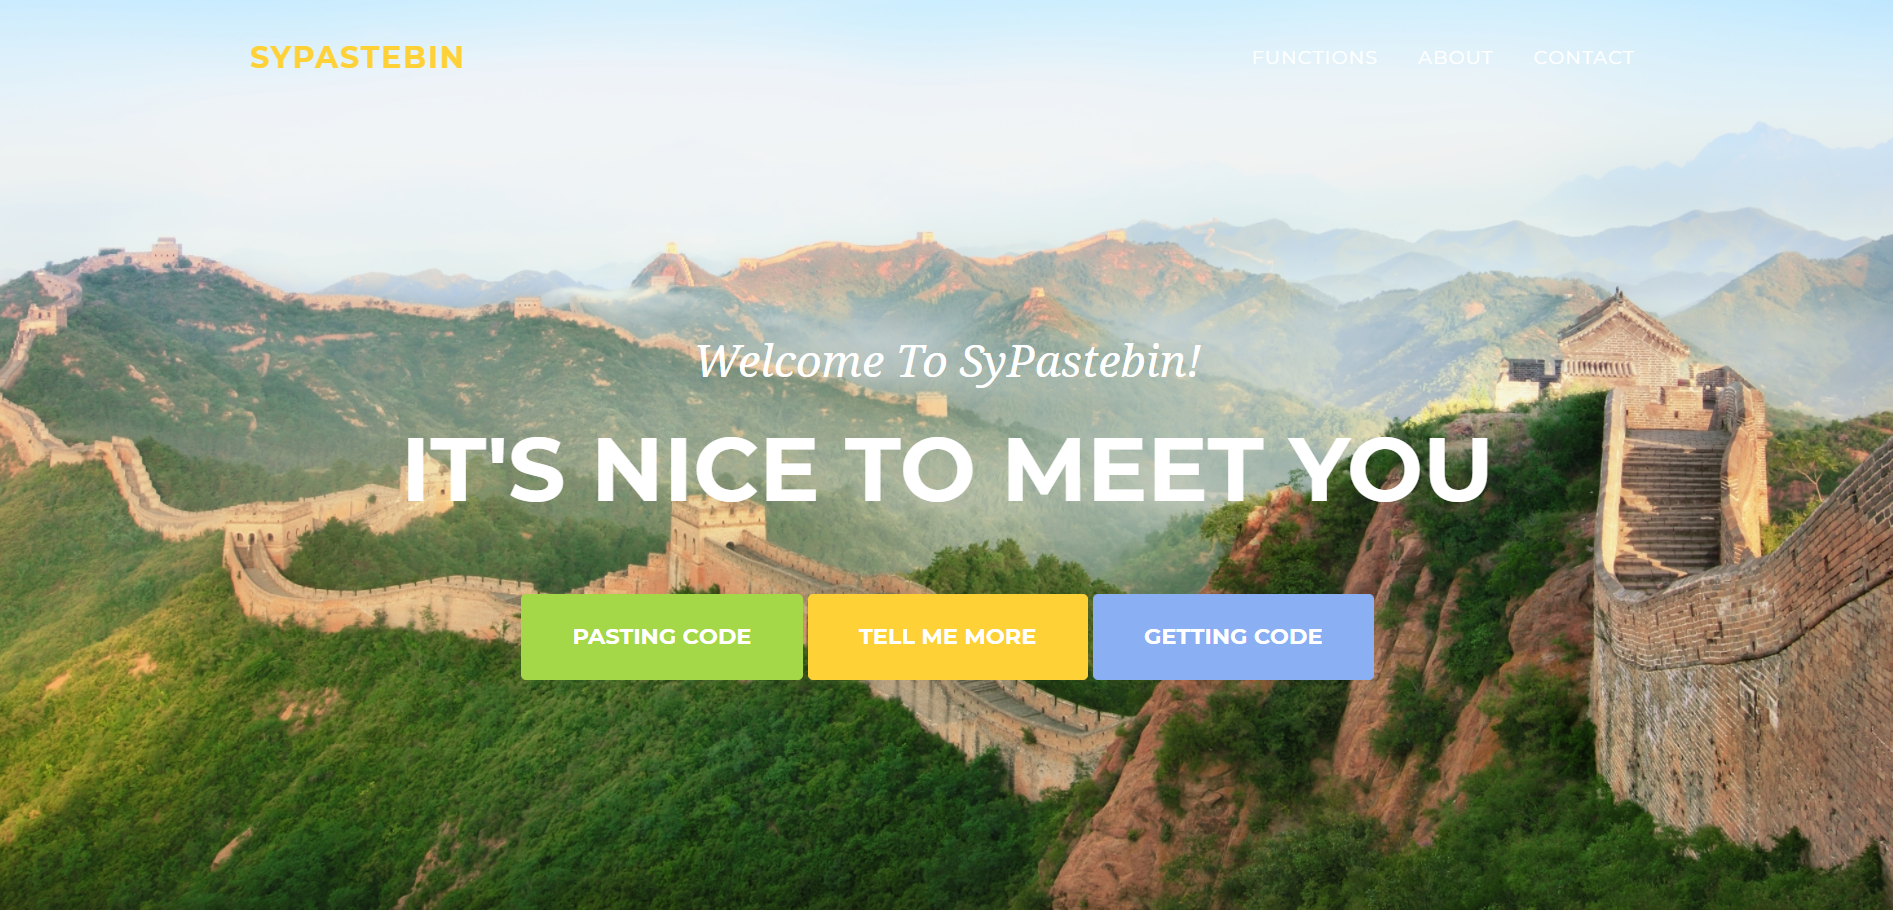 SYPASTEBIN
FUNCTIONS ABOUT CONTACT
Welcome To SyPastebin!
IT'S NICE TO MEET YOU
PASTING CODE TELL ME MORE GETTING CODE